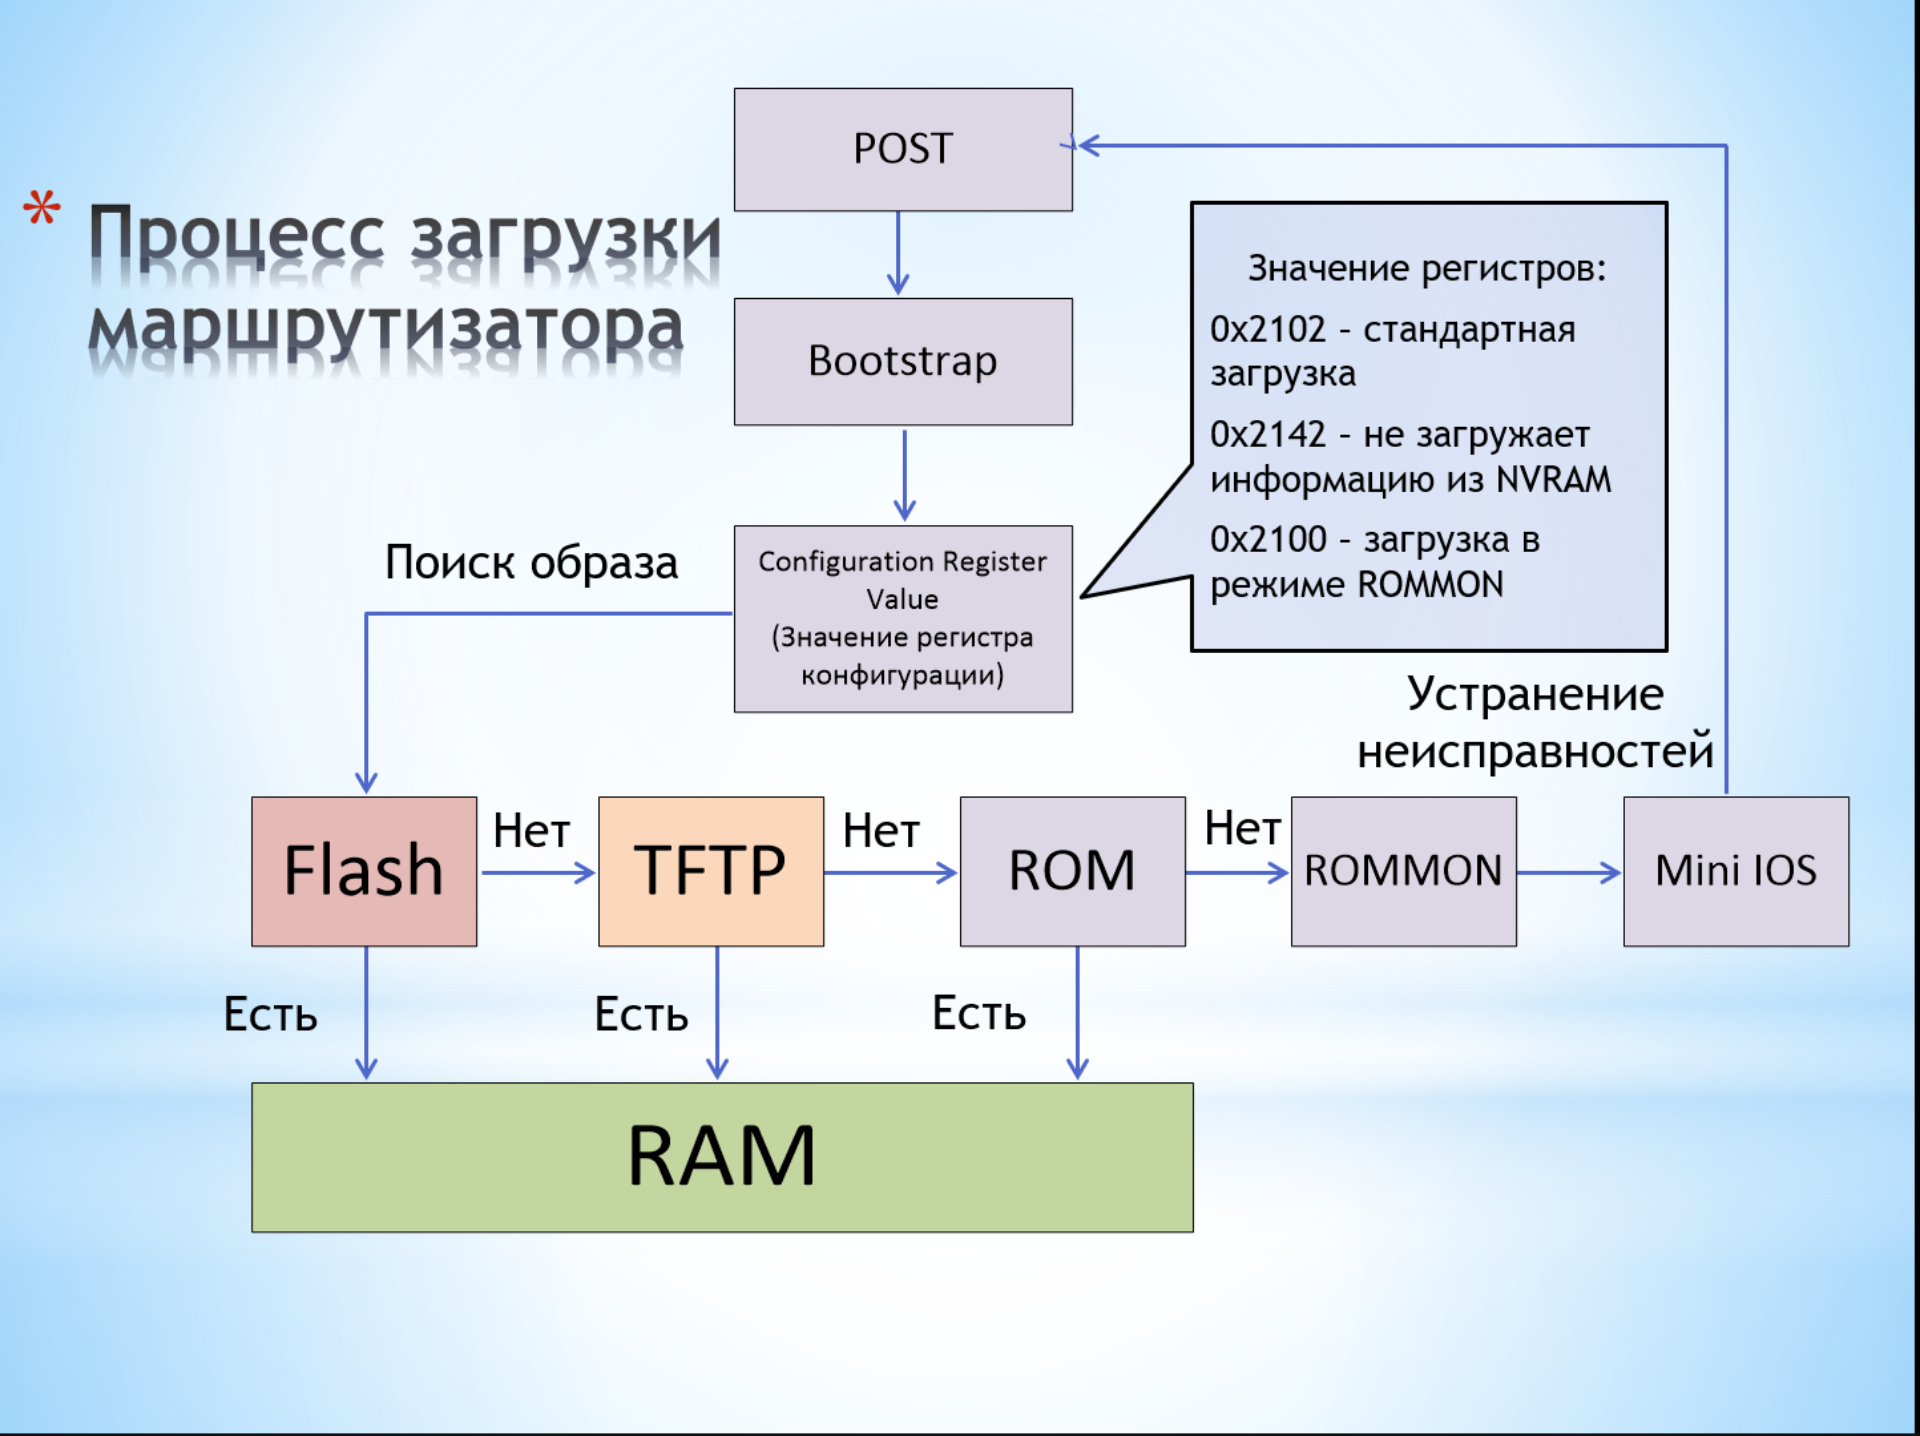 POST
* Процесс загрузки
маршрутизатора
Значение регистров:
0x2102 – стандартная
загрузка
0x2142 – не загружает
информацию из NVRAM
0x2100 – загрузка в
режиме ROMMON
Bootstrap
Поиск образа
Configuration Register
Value
(Значение регистра
конфигурации)
Устранение
неисправностей
Flash
Нет
TFTP
Нет
ROM
Нет
ROMMON
Mini IOS
Есть
Есть
Есть
RAM